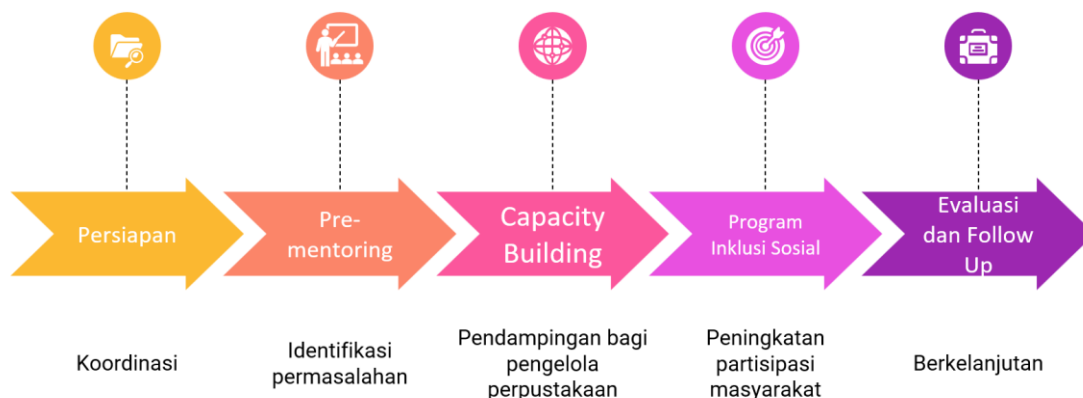 Persiapan
Pre-
mentoring
Capacity
Building
Program
Inklusi Sosial
Evaluasi
dan Follow
Up
Koordinasi
Identifikasi
permasalahan
Pendampingan bagi
pengelola
perpustakaan
Peningkatan
partisipasi
masyarakat
Berkelanjutan